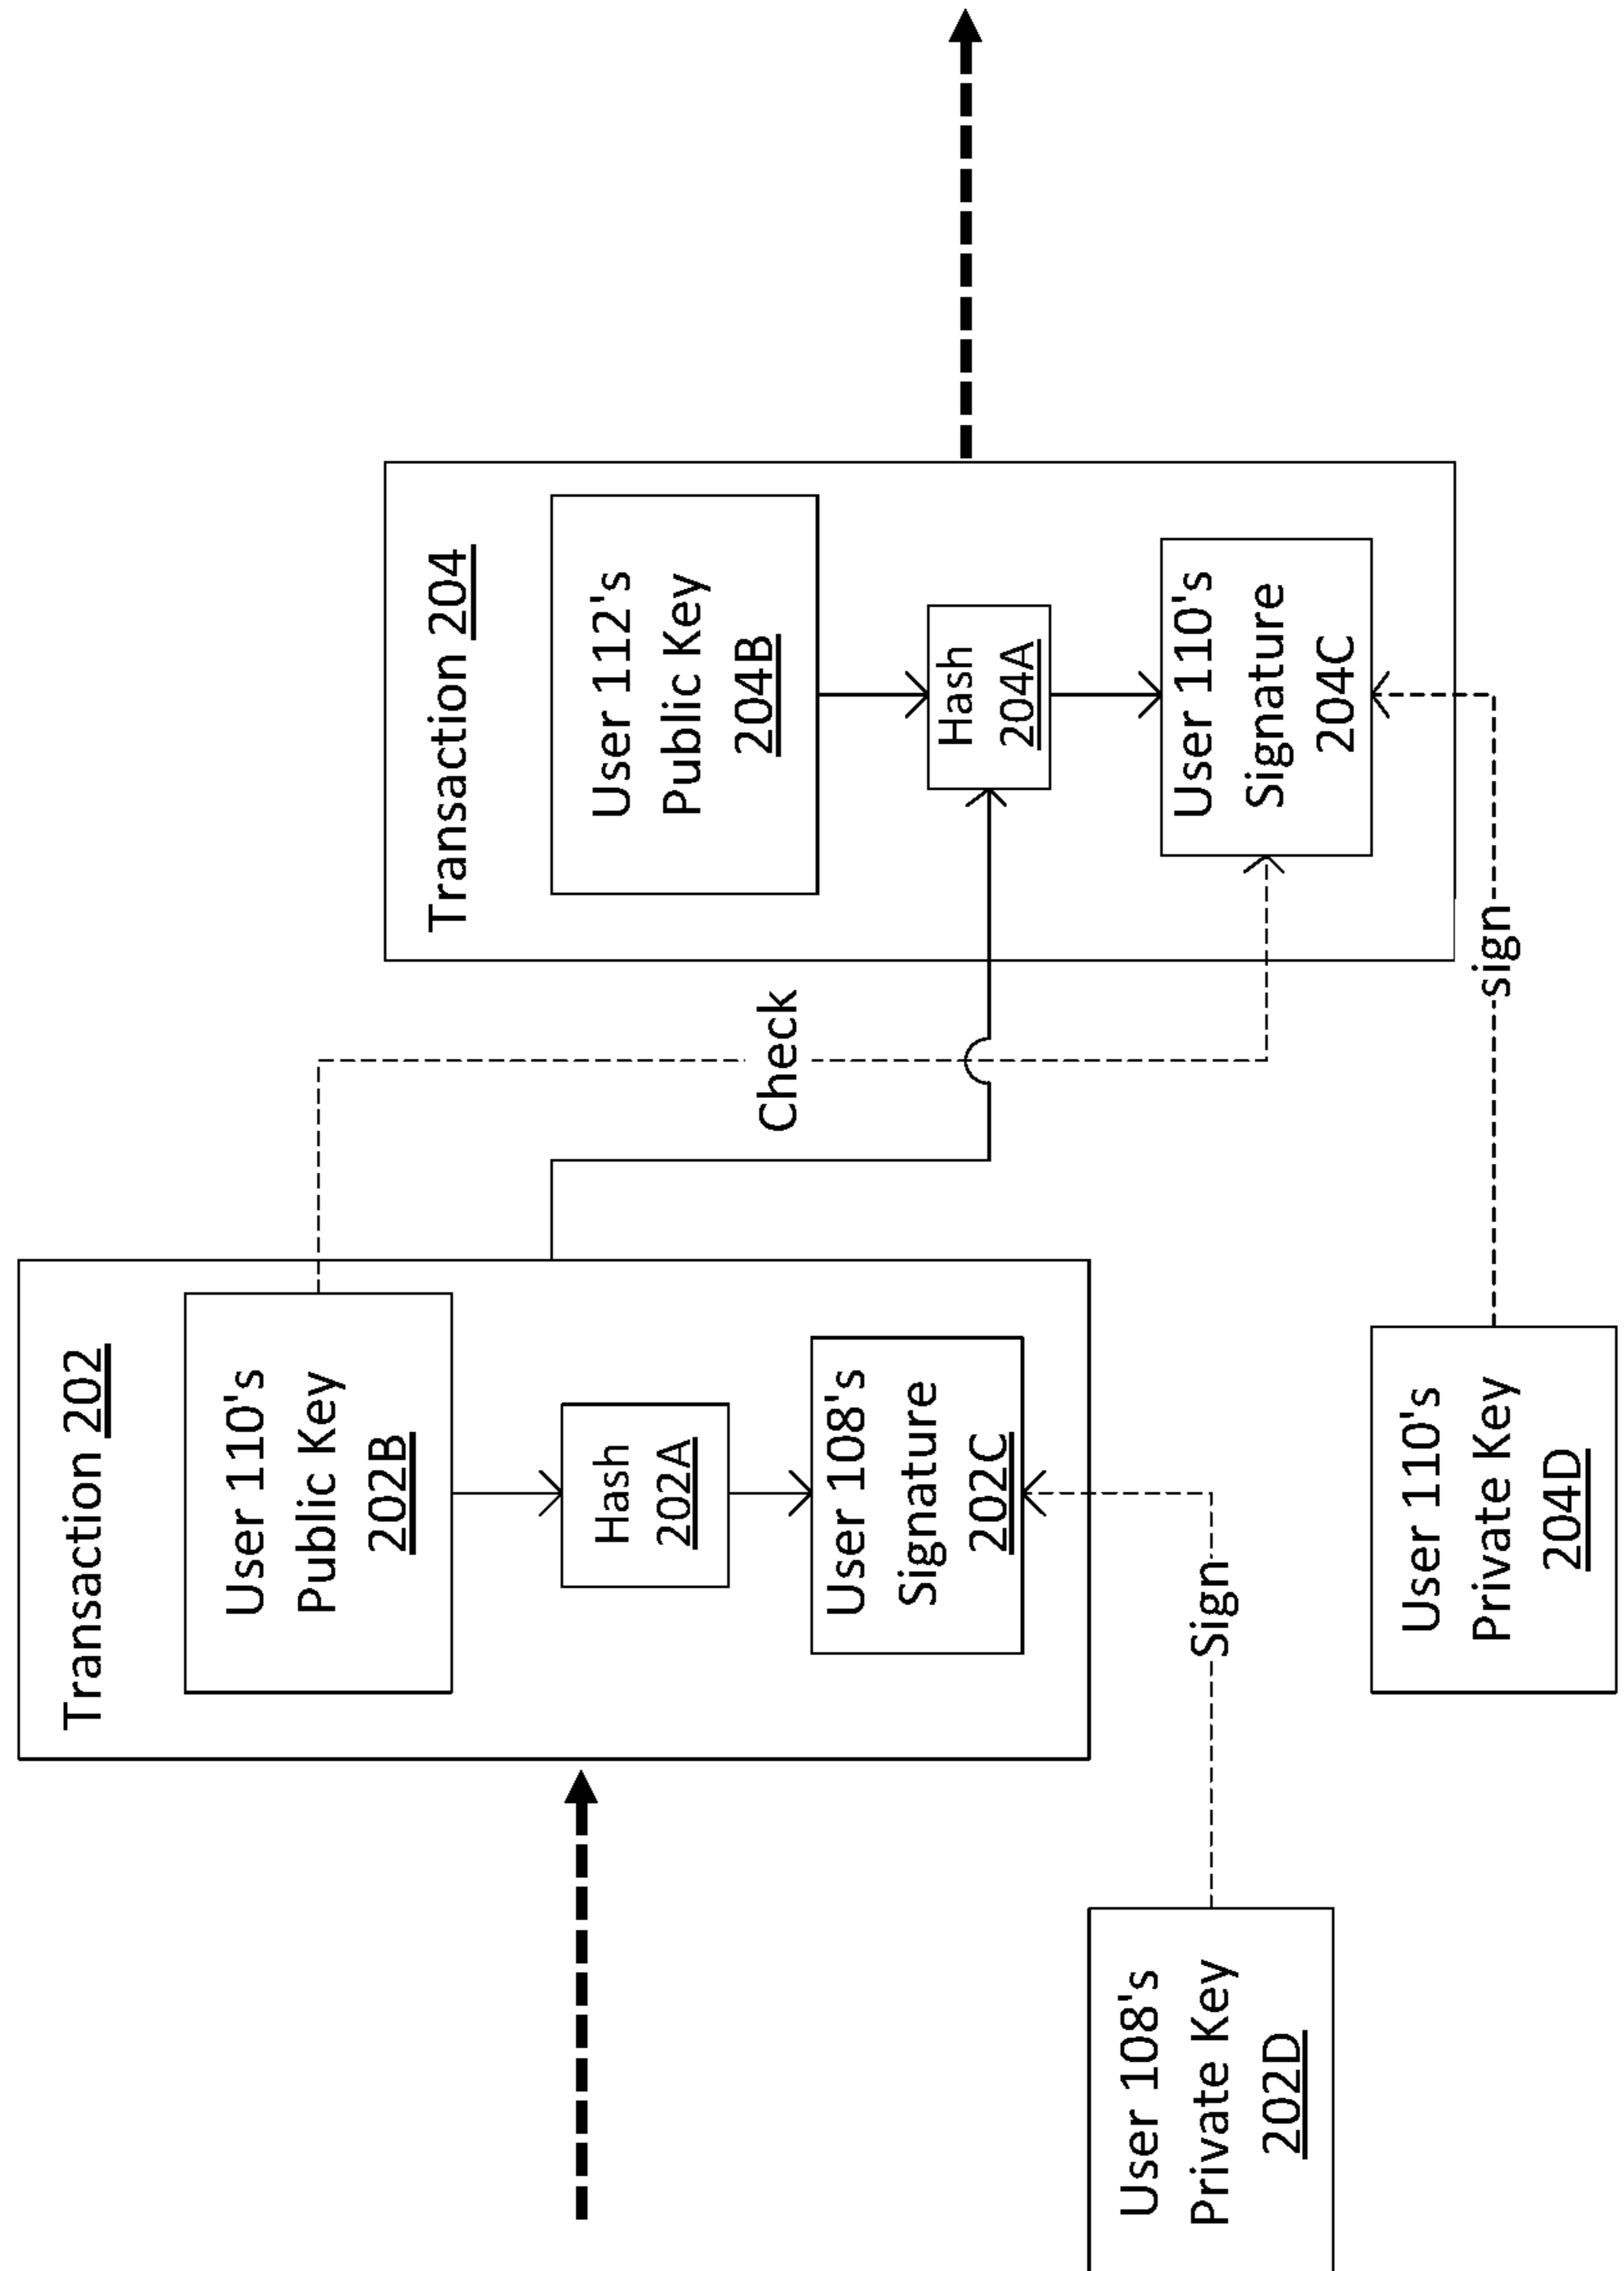 Transaction 202
User 110's
Public Key
202B
Hash
202A
User 108's
Signature
202C
Sign
User 108's
Private Key
202D
Check
Transaction 204
User 112's
Public Key
204B
Hash
204A
User 110's
Signature
204C
sign
User 110's
Private Key
204D